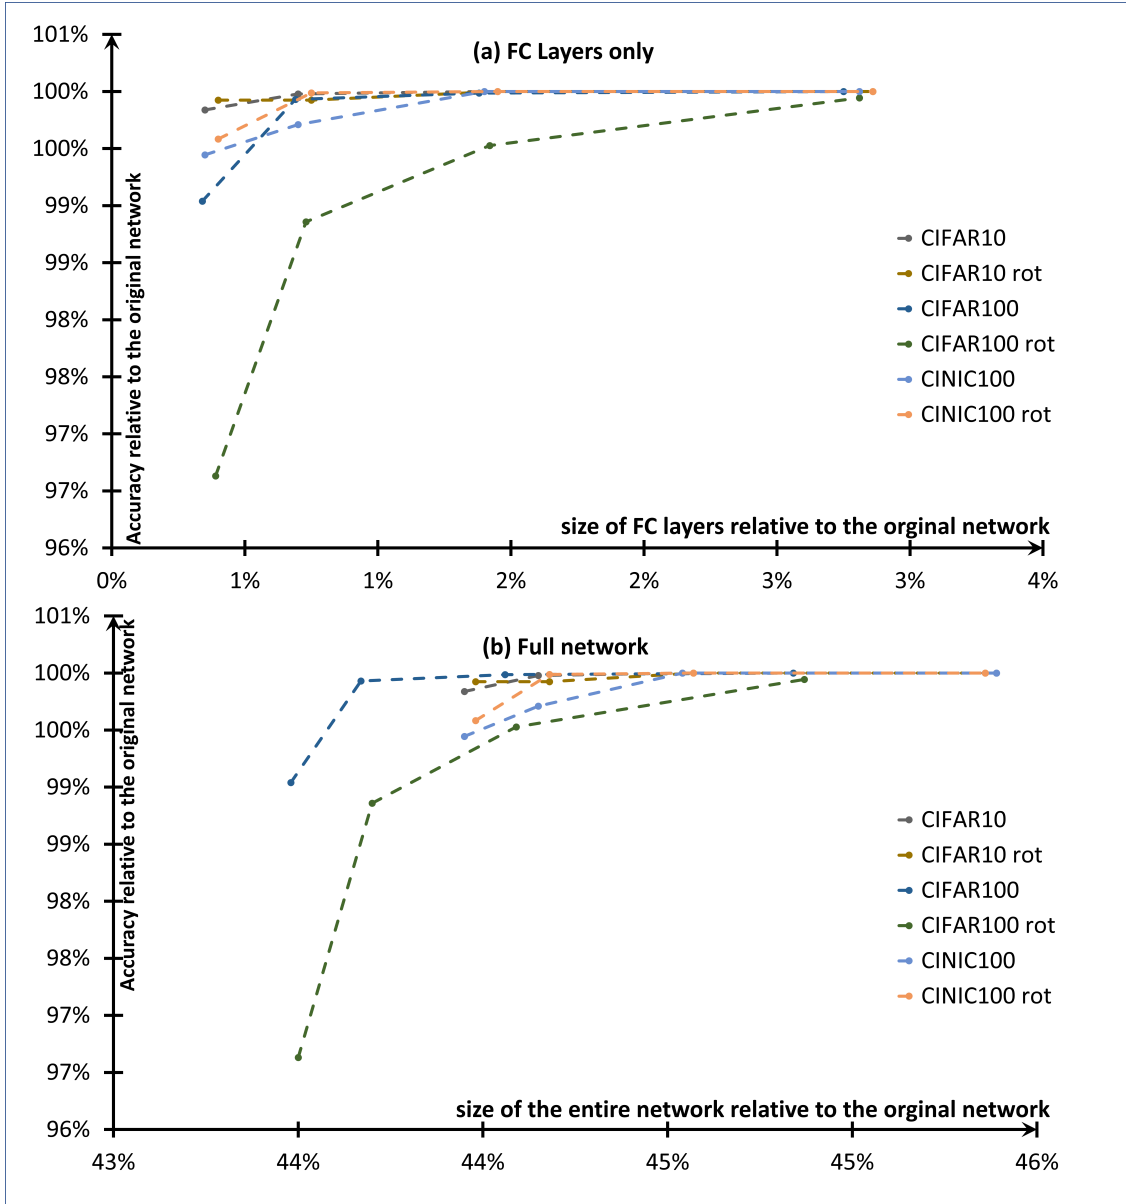 101%
(a) FC Layers only
100%
100%
99%
99%
98%
98%
97%
97%
96%
Accuracy relative to the original network
CIFAR10
CIFAR10 rot
CIFAR100
CIFAR100 rot
CINIC100
CINIC100 rot
size of FC layers relative to the orginal network
0% 1% 1% 2% 2% 3% 3% 4%
101%
(b) Full network
100%
100%
99%
99%
98%
98%
97%
97%
96%
Accuracy relative to the original network
CIFAR10
CIFAR10 rot
CIFAR100
CIFAR100 rot
CINIC100
CINIC100 rot
size of the entire network relative to the orginal network
43% 44% 44% 45% 45% 46%